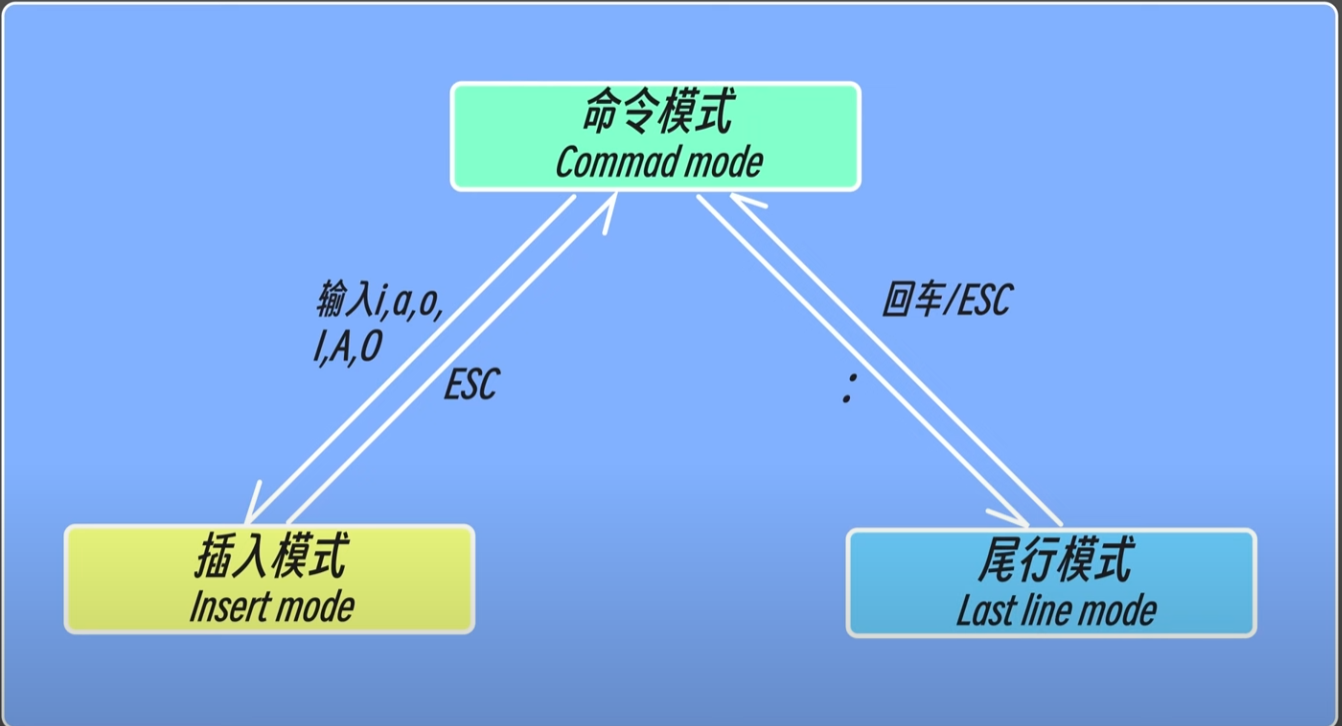 命令模式
Commad mode
输入i,a,o,
I,A,O
ESC
回车/ESC
:
插入模式
Insert mode
尾行模式
Last line mode